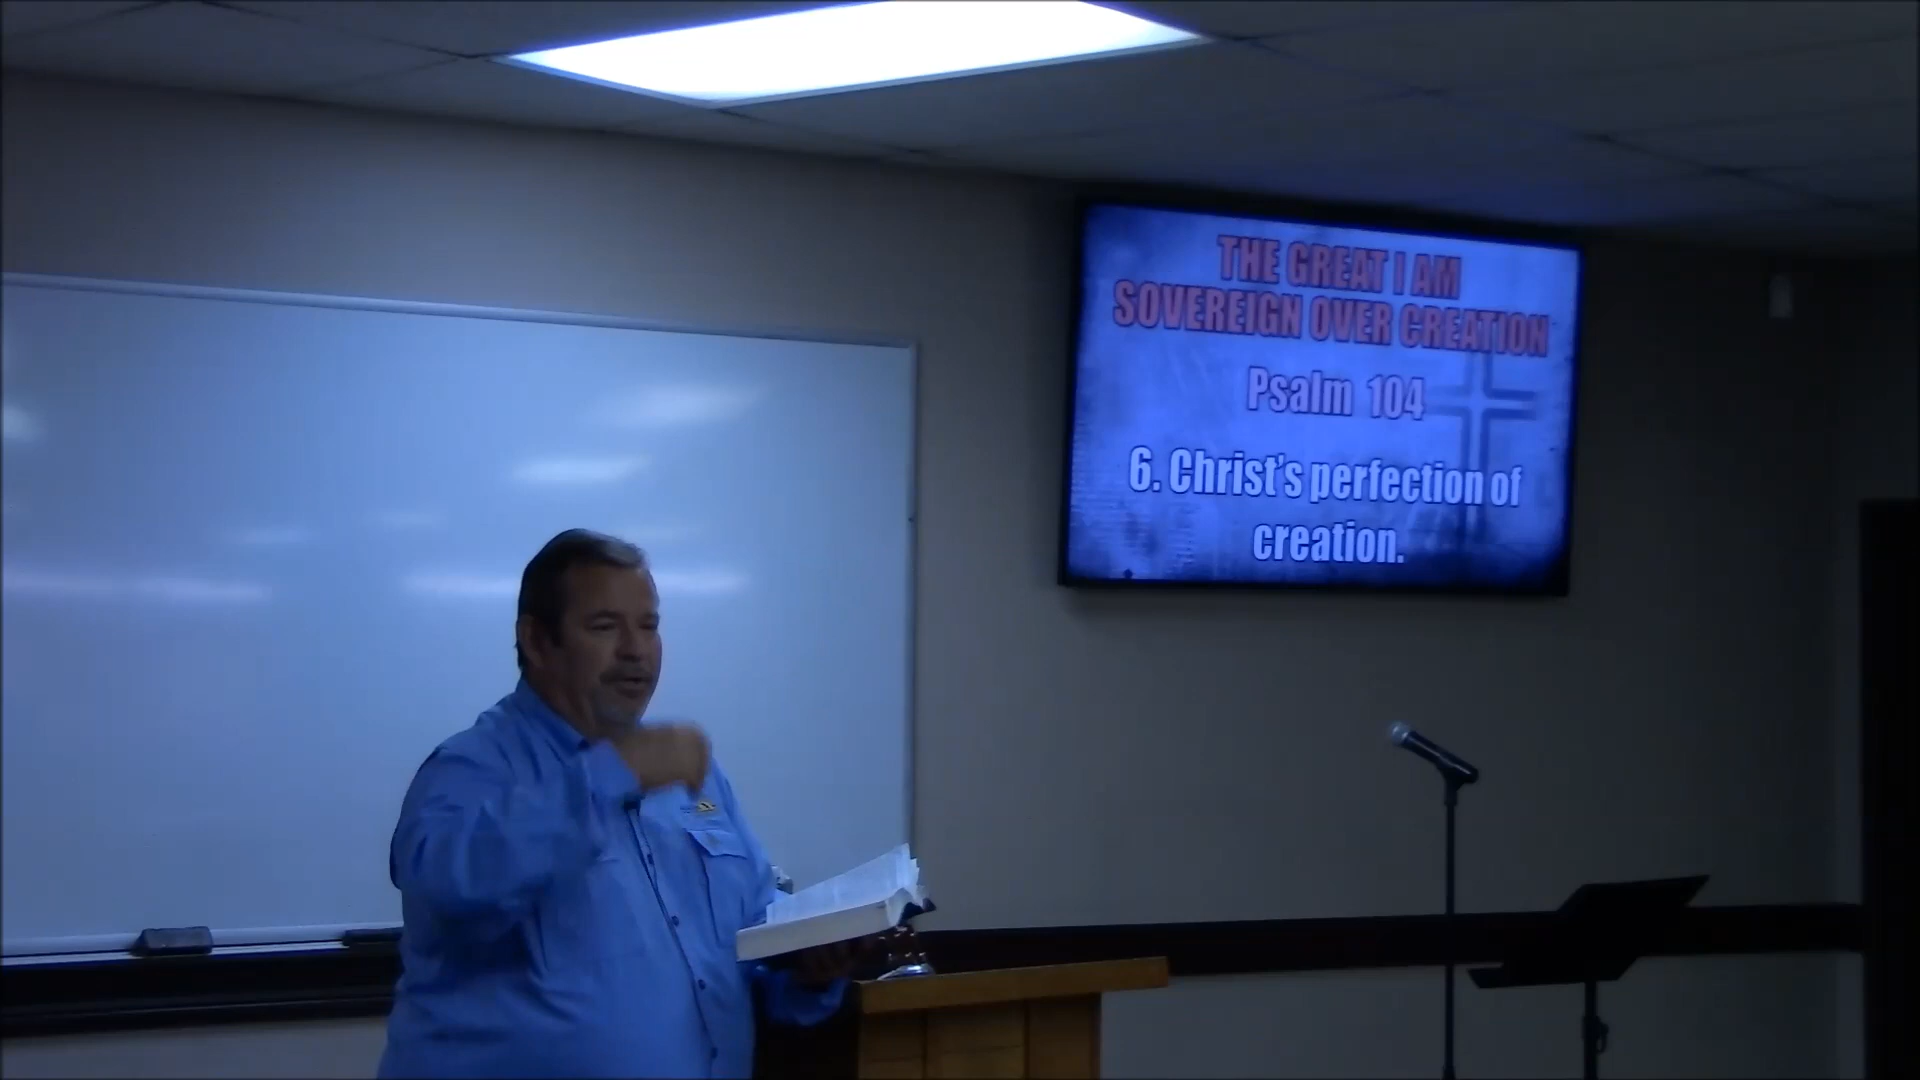 THE GREAT I AM
SOVEREIGN OVER CREATION
Psalm 104
6. Christ's perfection of
creation.